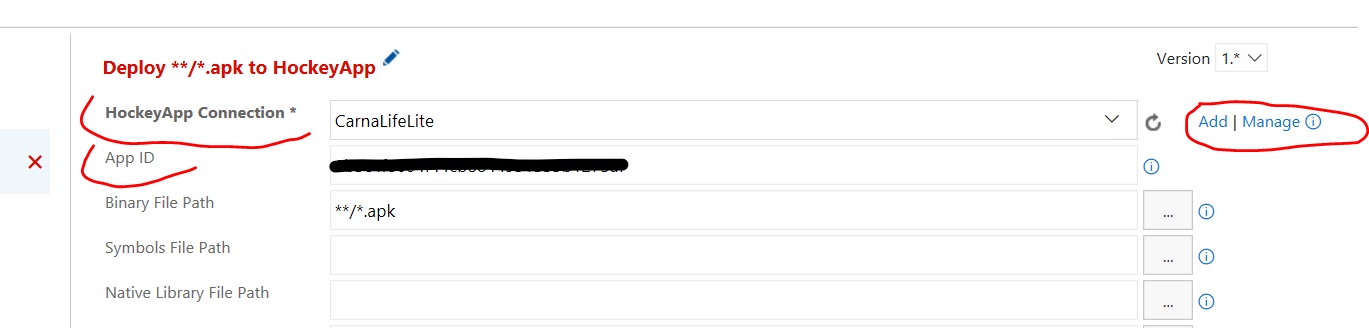 Deploy **/*.apk to HockeyApp
Version 1.*
HockeyApp Connection * CarnaLifeLite Add | Manage
App ID
Binary File Path **/*.apk ...
Symbols File Path ...
Native Library File Path ...